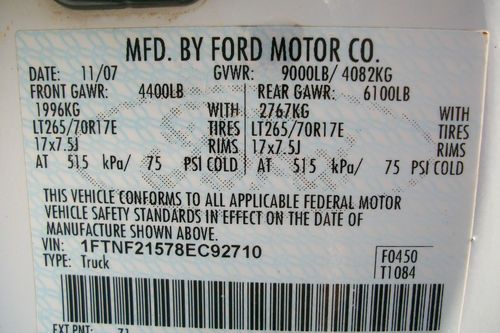 MFD. BY FORD MOTOR CO.
DATE: 11/07 GVWR: 9000LB/ 4082KG
FRONT GAWR: 4400LB REAR GAWR: 6100LB
1996KG WITH 2767KG WITH
LT265/70R17E TIRES LT265/70R17E TIRES
17x7.5J RIMS 17x7.5J RIMS
AT 515 kPa/ 75 PSI COLD AT 515 kPa/ 75 PSI COLD
THIS VEHICLE CONFORMS TO ALL APPLICABLE FEDERAL MOTOR
VEHICLE SAFETY STANDARDS IN EFFECT ON THE DATE OF
MANUFACTURE SHOWN ABOVE.
VIN: 1FTNF21578EC92710
TYPE: Truck
F0450
T1084
EXT PNT: Z1